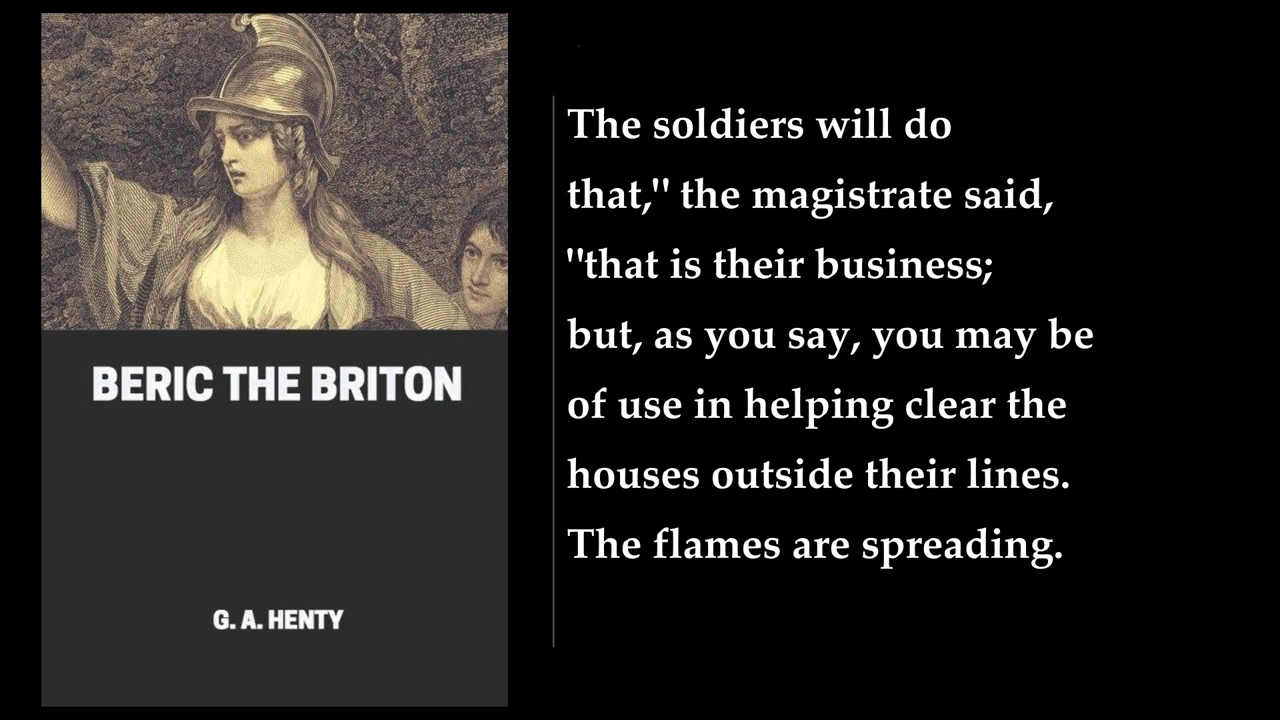 BERIC THE BRITON
G. A. HENTY
The soldiers will do
that," the magistrate said,
"that is their business;
but, as you say, you may be
of use in helping clear the
houses outside their lines.
The flames are spreading.